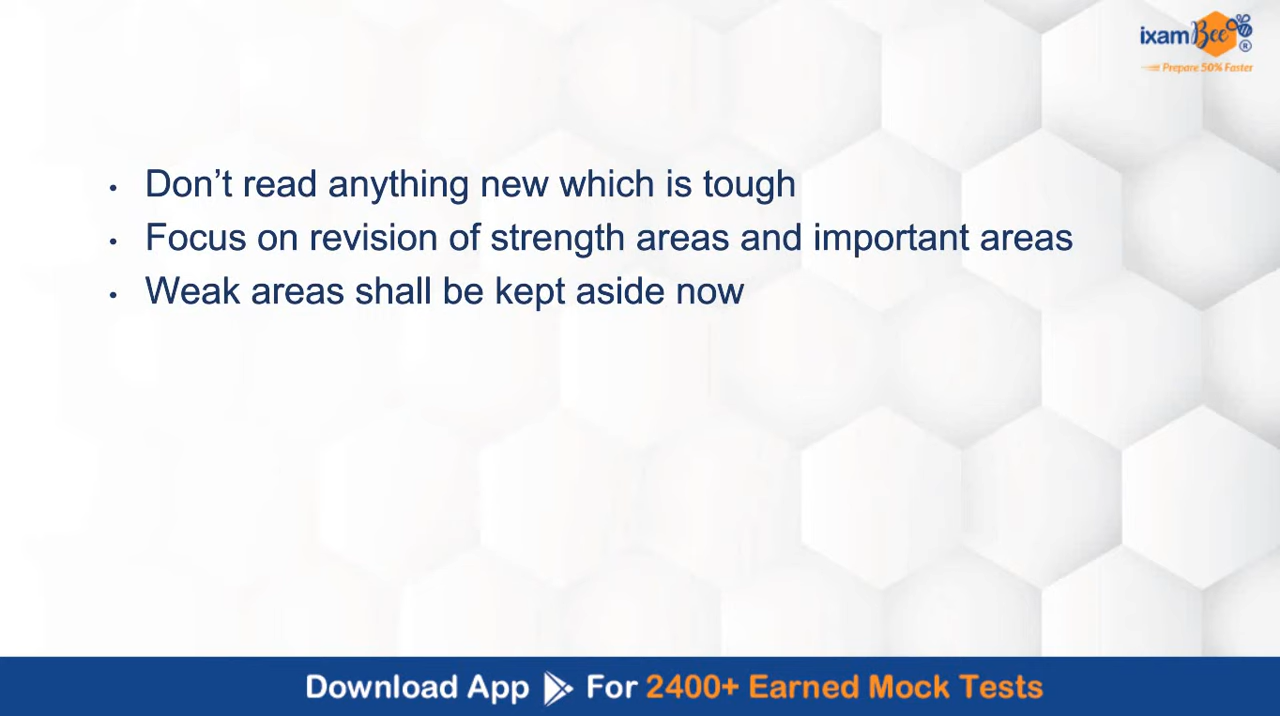 ixamBee
®
Prepare 50% Faster
• Don’t read anything new which is tough
• Focus on revision of strength areas and important areas
• Weak areas shall be kept aside now
Download App For 2400+ Earned Mock Tests